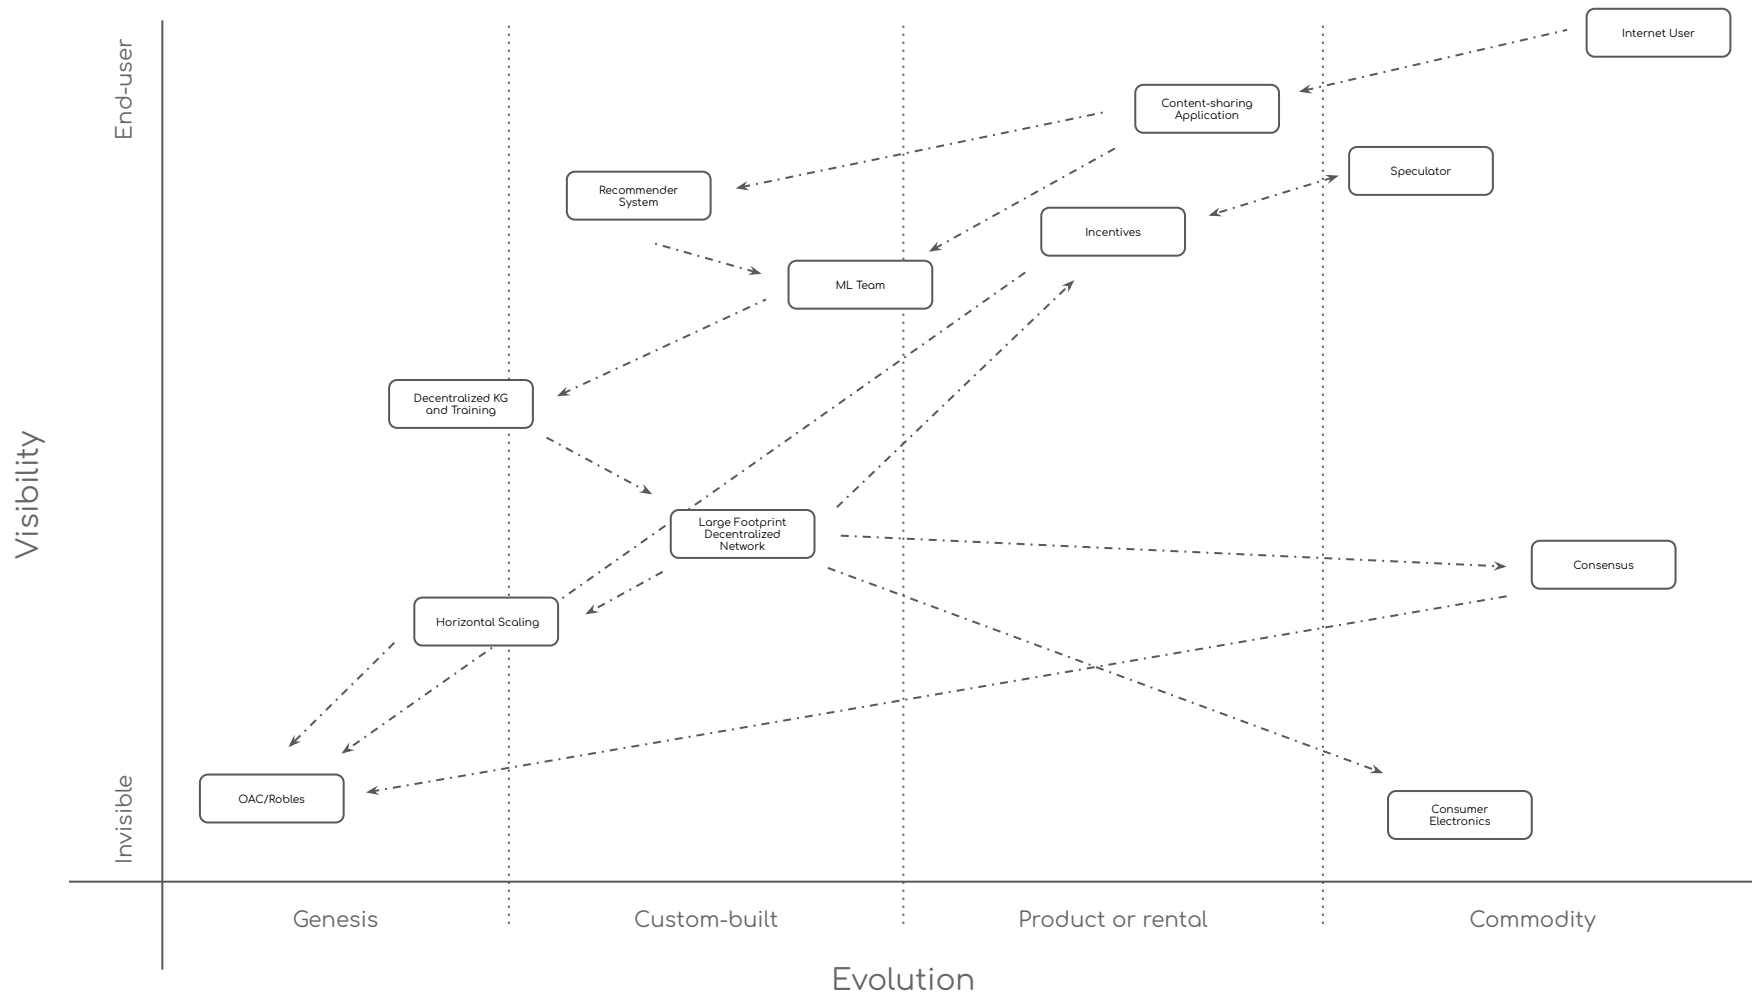 Internet User
Content-sharing
Application
Speculator
Recommender
System
Incentives
ML Team
Decentralized KG
and Training
Large Footprint
Decentralized
Network
Consensus
Horizontal Scaling
OAC/Robles
Consumer
Electronics
End-user
Visibility
Invisible
Genesis
Custom-built
Product or rental
Commodity
Evolution